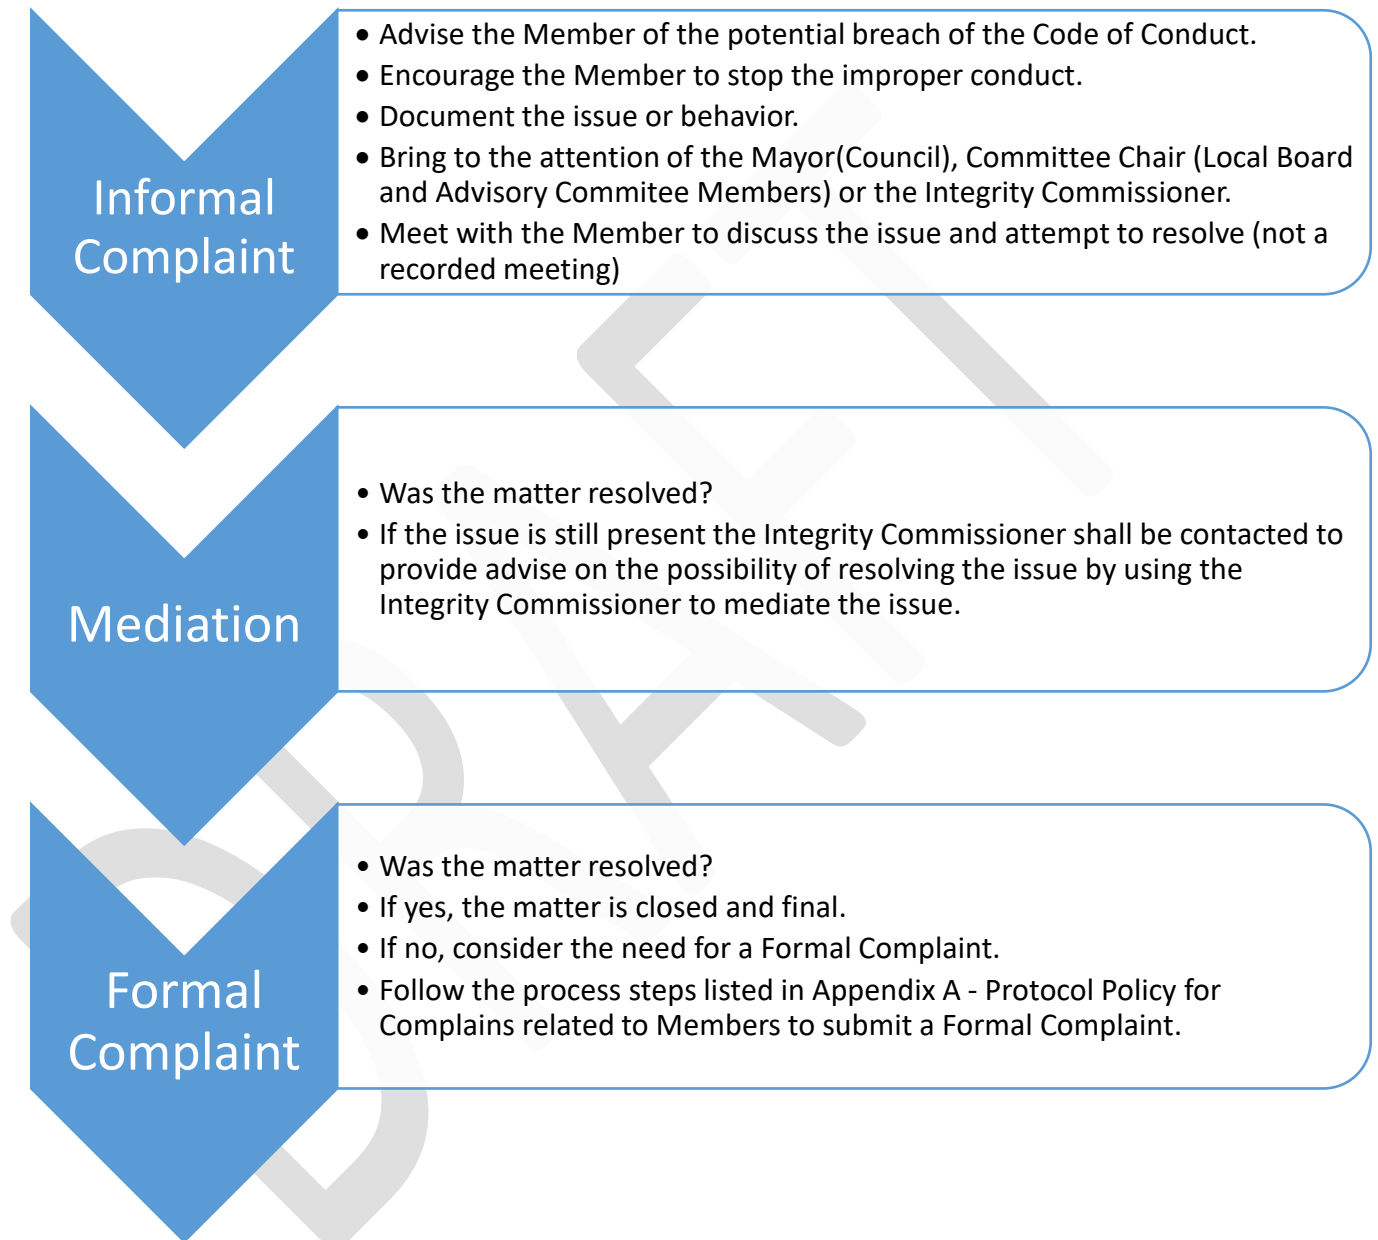 Informal
Complaint
• Advise the Member of the potential breach of the Code of Conduct.
• Encourage the Member to stop the improper conduct.
• Document the issue or behavior.
• Bring to the attention of the Mayor(Council), Committee Chair (Local Board
and Advisory Commitee Members) or the Integrity Commissioner.
• Meet with the Member to discuss the issue and attempt to resolve (not a
recorded meeting)
Mediation
• Was the matter resolved?
• If the issue is still present the Integrity Commissioner shall be contacted to
provide advise on the possibility of resolving the issue by using the
Integrity Commissioner to mediate the issue.
Formal
Complaint
• Was the matter resolved?
• If yes, the matter is closed and final.
• If no, consider the need for a Formal Complaint.
• Follow the process steps listed in Appendix A - Protocol Policy for
Complains related to Members to submit a Formal Complaint.
DRAFT